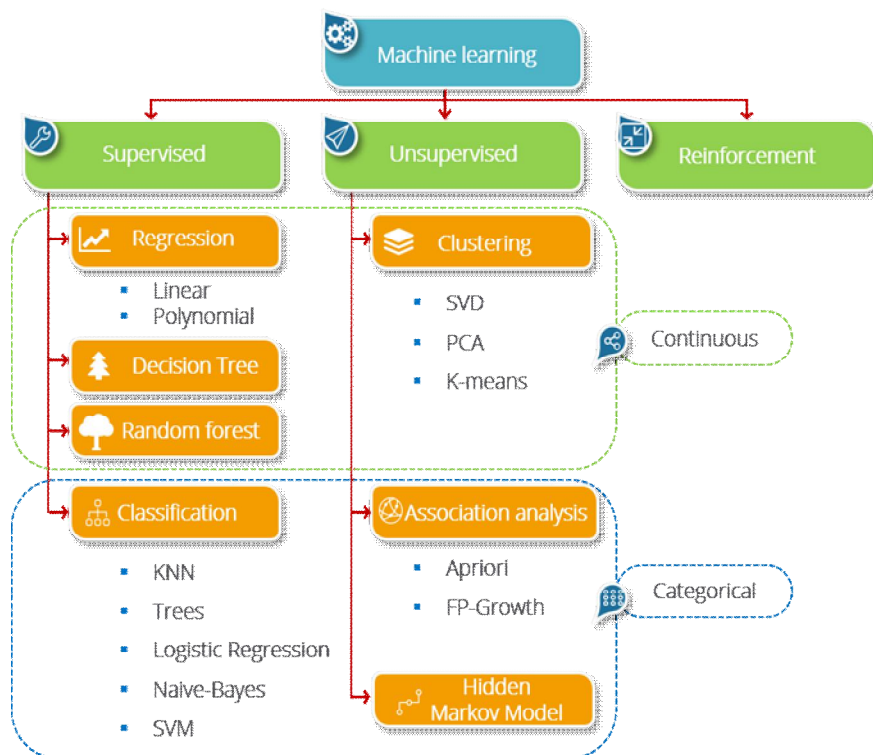 Machine learning
Supervised
Unsupervised
Reinforcement
Regression
Linear
Polynomial
Decision Tree
Random forest
Clustering
SVD
PCA
K-means
Continuous
Classification
KNN
Trees
Logistic Regression
Naive-Bayes
SVM
Association analysis
Apriori
FP-Growth
Hidden
Markov Model
Categorical